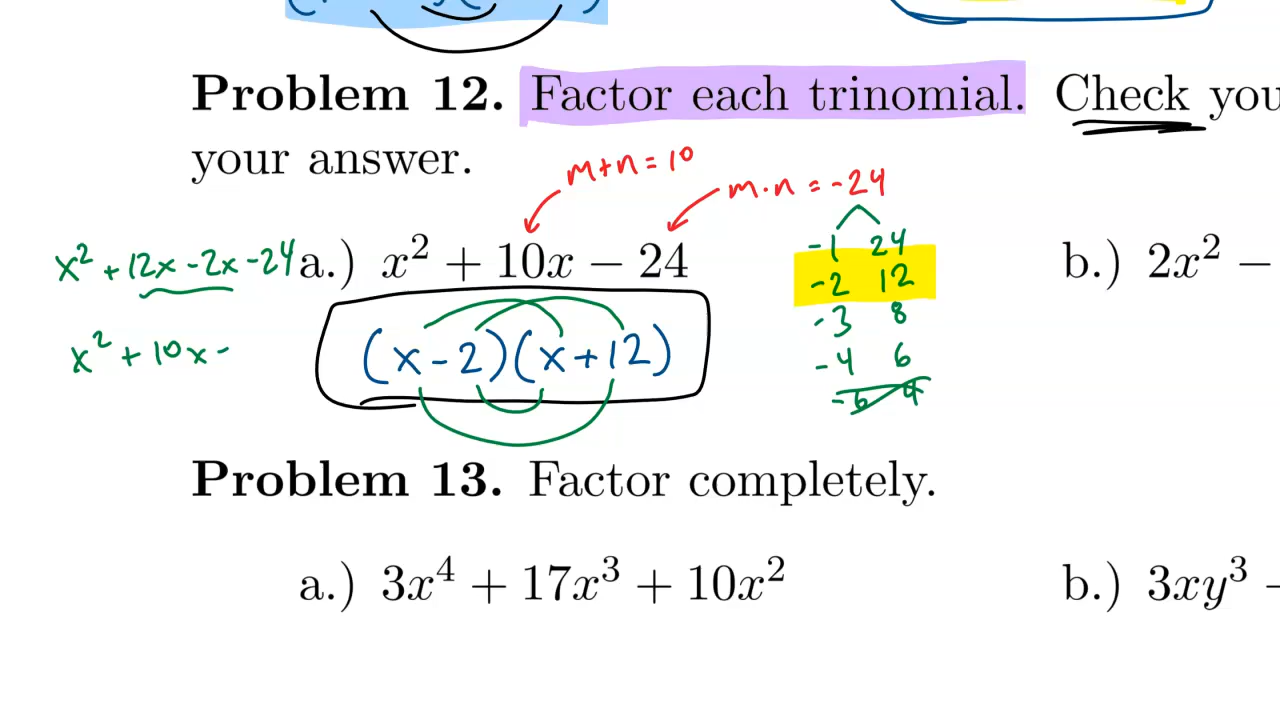 Problem 12. Factor each trinomial. Check you
your answer.
m+n = 10
m·n = -24
x² + 12x - 2x - 24
a.) x² + 10x − 24
b.) 2x² −
-1 24
-2 12
-3 8
-4 6
-6 4
(x - 2)(x + 12)
x² + 10x -
Problem 13. Factor completely.
a.) 3x⁴ + 17x³ + 10x²
b.) 3xy³ −